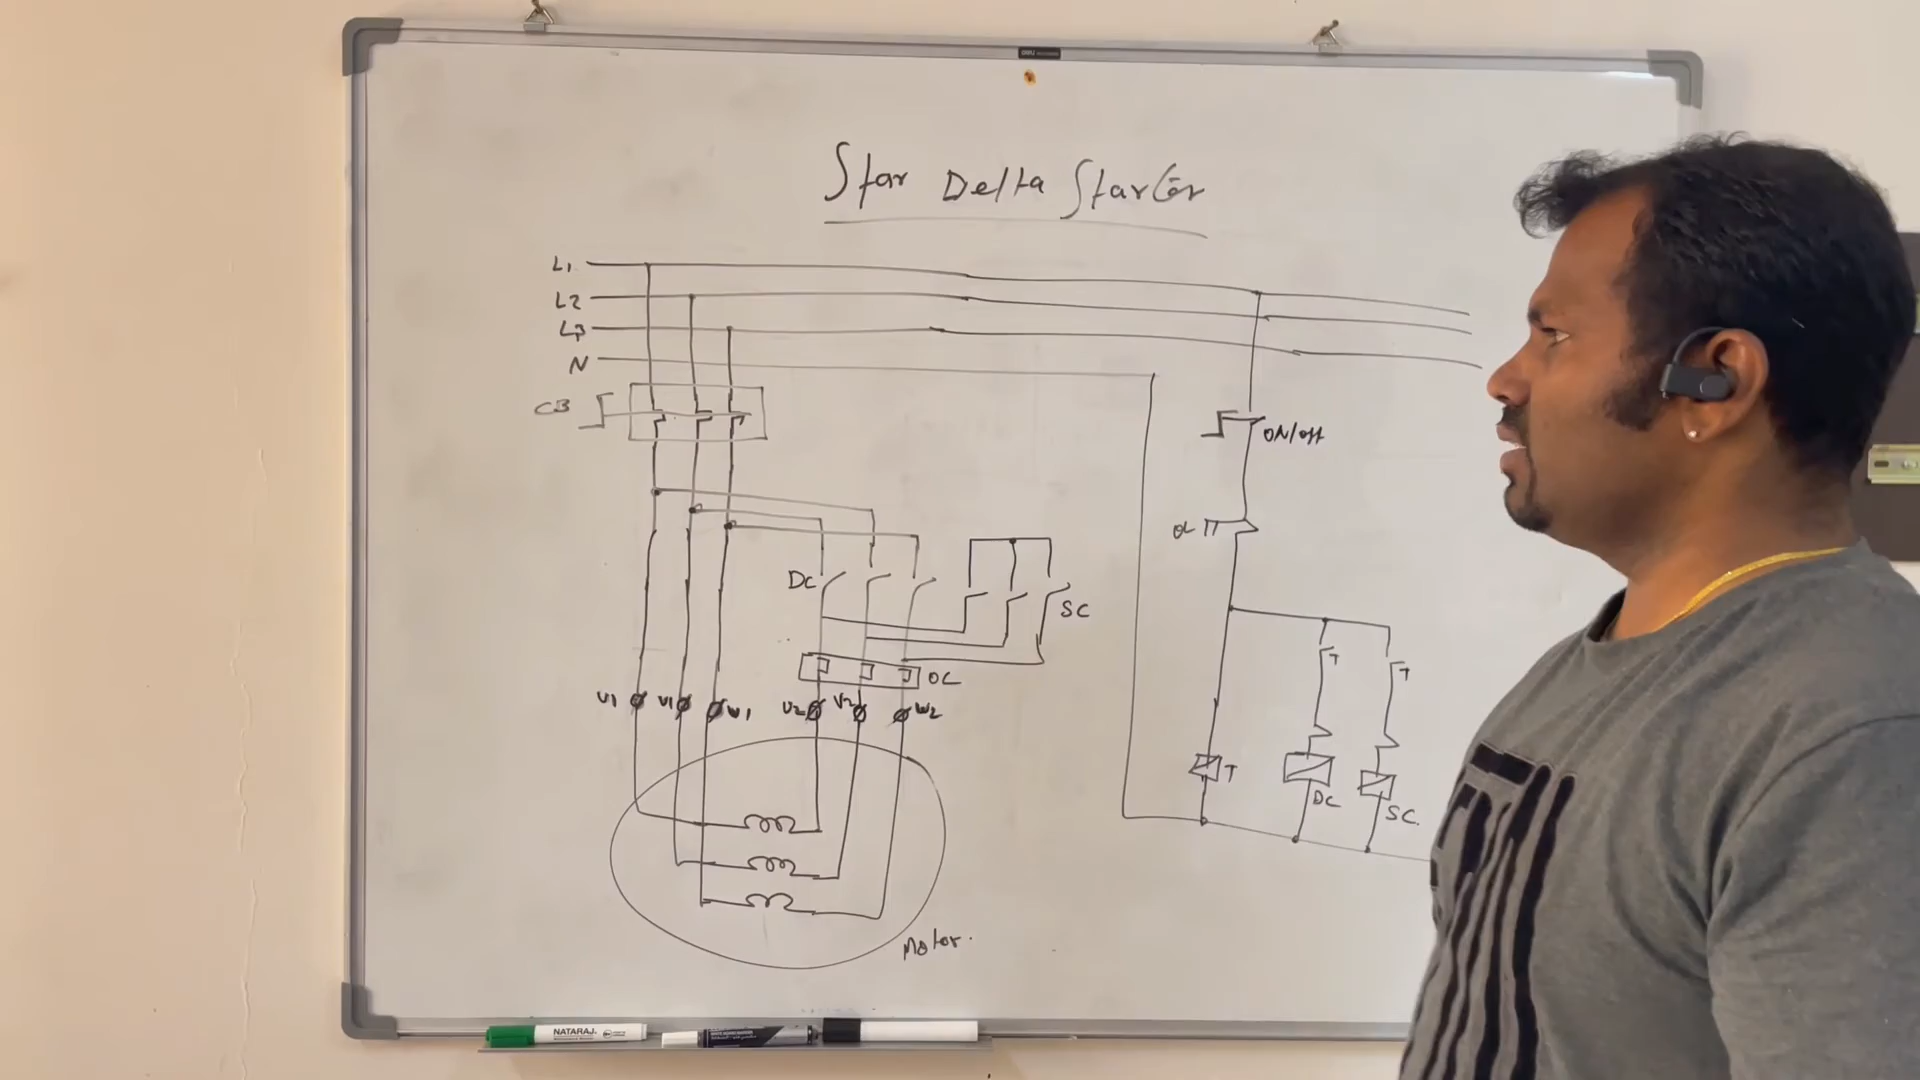 Star Delta Starter
L1
L2
L3
N
CB
ON/off
OL
DC
SC
OC
U1 V1 W1 U2 V2 W2
T
T
T
DC
SC.
Motor.
NATARAJ